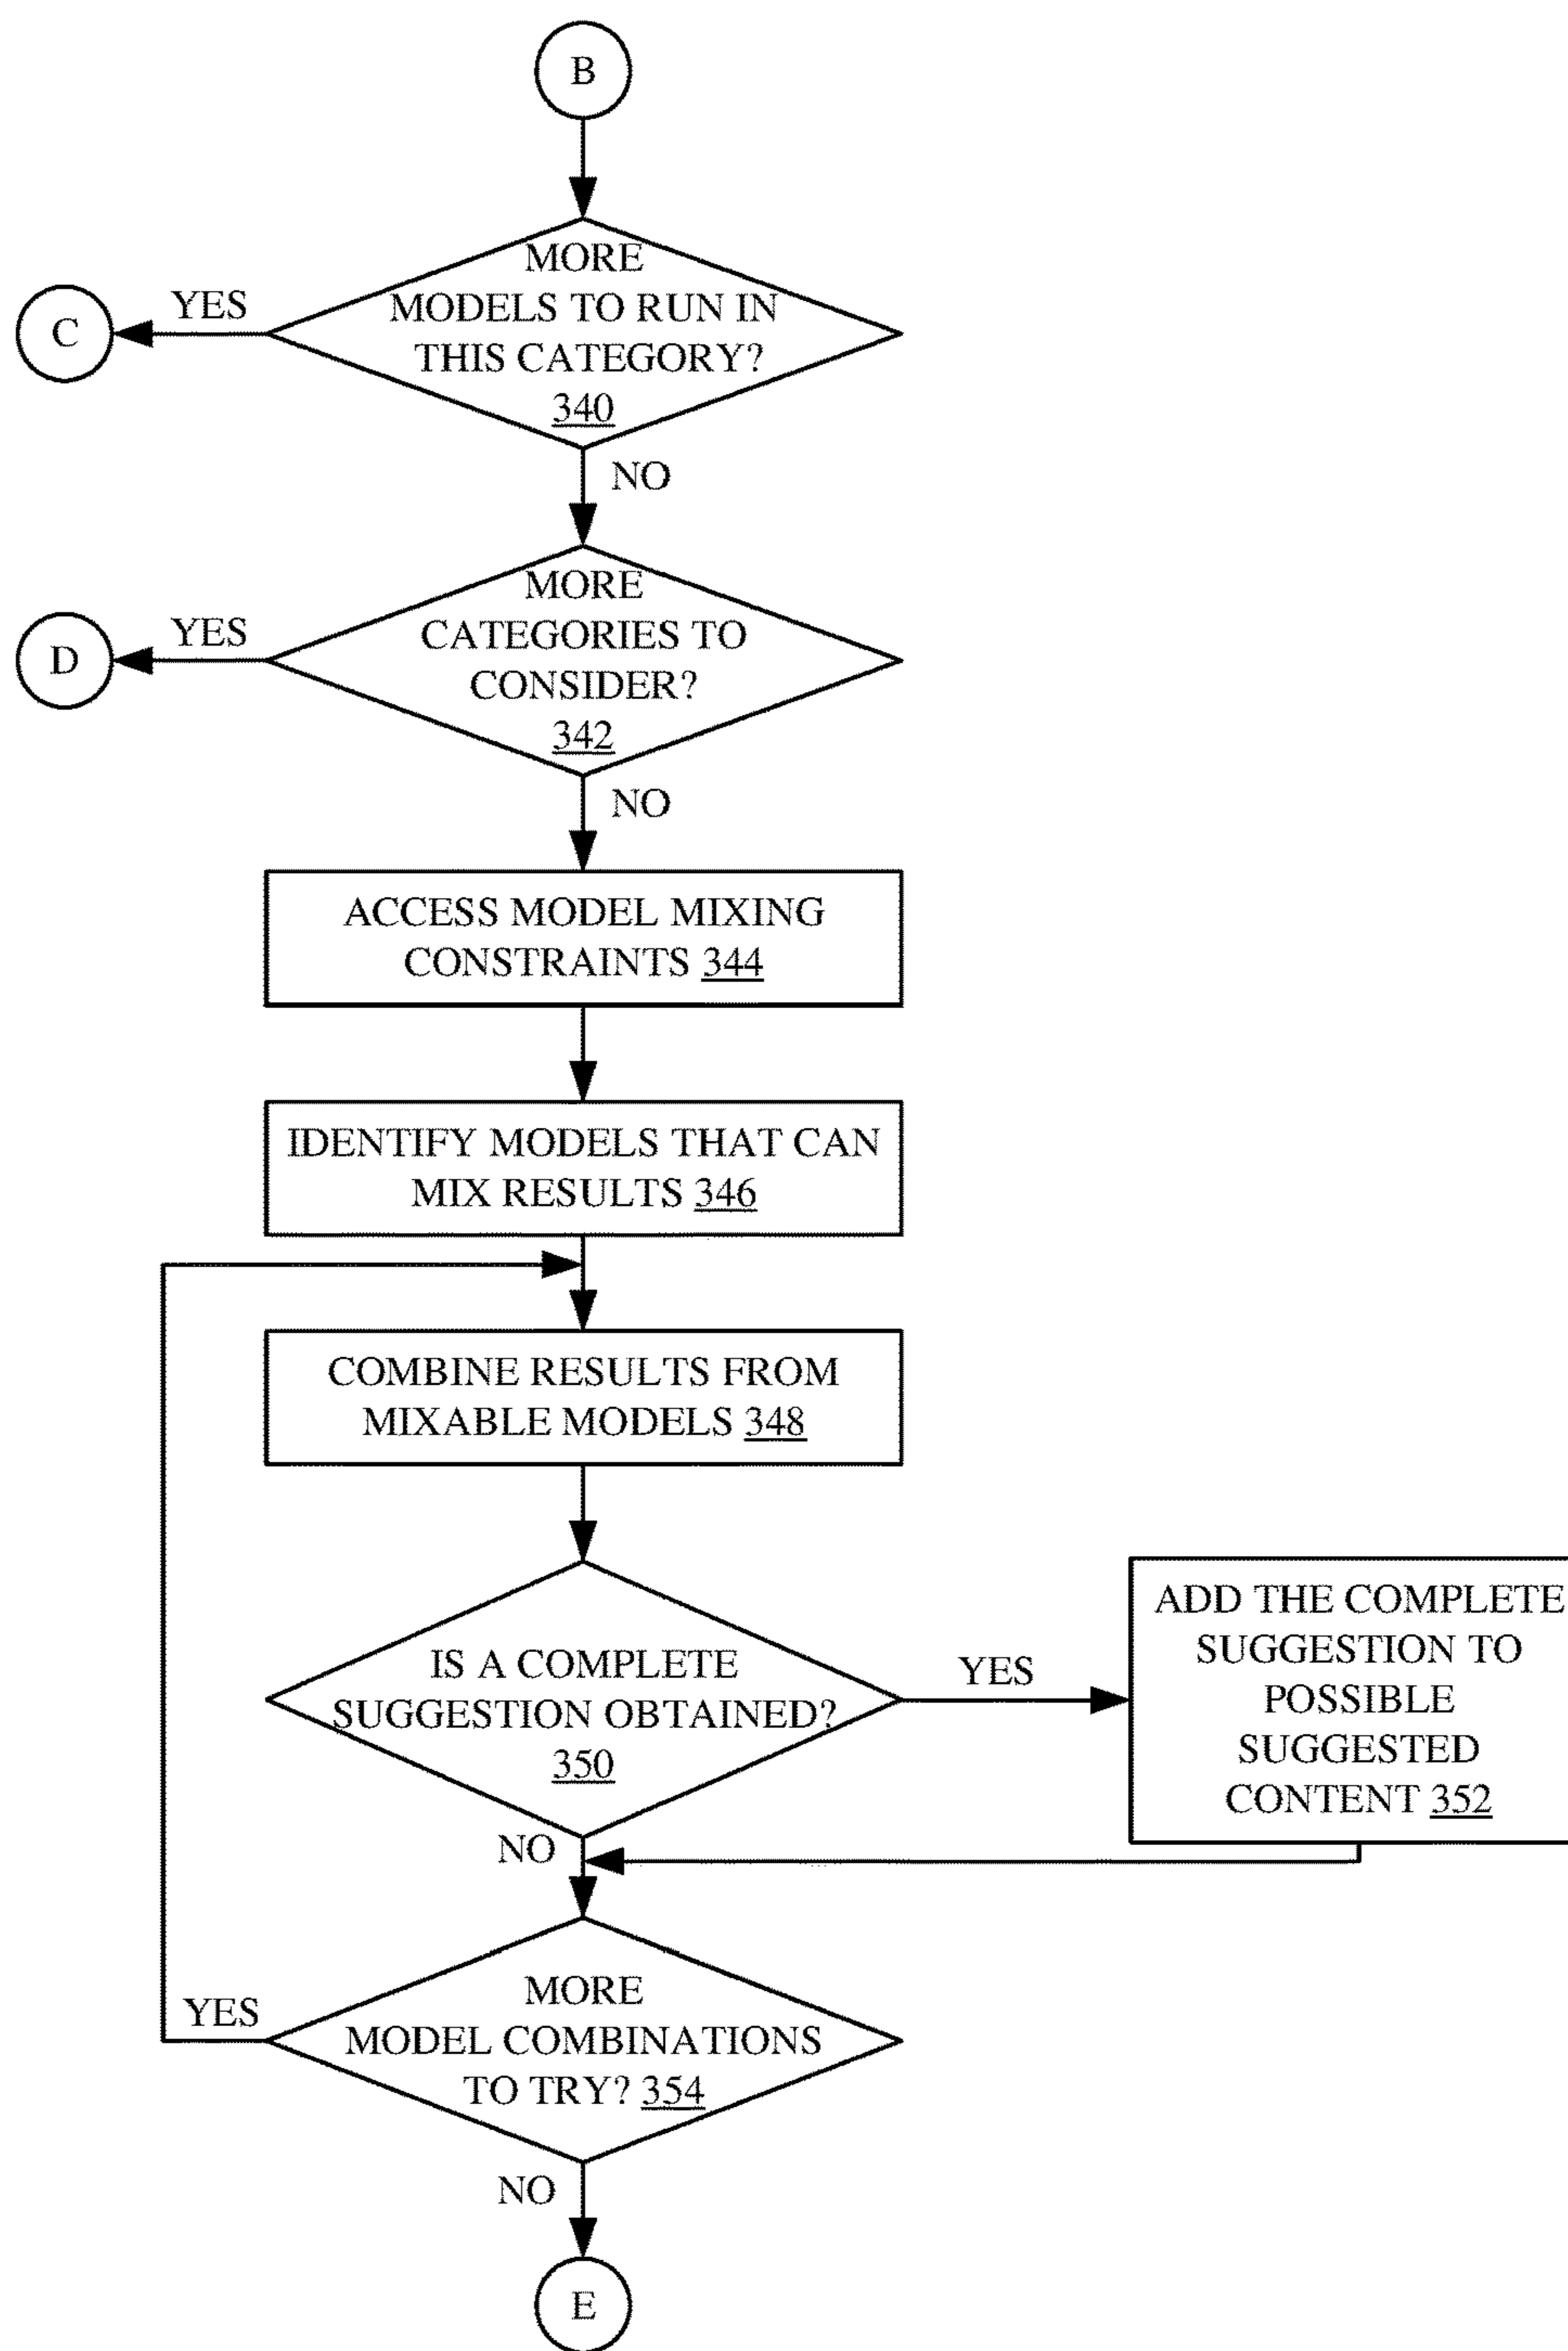 B
MORE
MODELS TO RUN IN
THIS CATEGORY?
340
YES
C
NO
MORE
CATEGORIES TO
CONSIDER?
342
YES
D
NO
ACCESS MODEL MIXING
CONSTRAINTS 344
IDENTIFY MODELS THAT CAN
MIX RESULTS 346
COMBINE RESULTS FROM
MIXABLE MODELS 348
IS A COMPLETE
SUGGESTION OBTAINED?
350
YES
ADD THE COMPLETE
SUGGESTION TO
POSSIBLE
SUGGESTED
CONTENT 352
NO
MORE
MODEL COMBINATIONS
TO TRY? 354
YES
NO
E